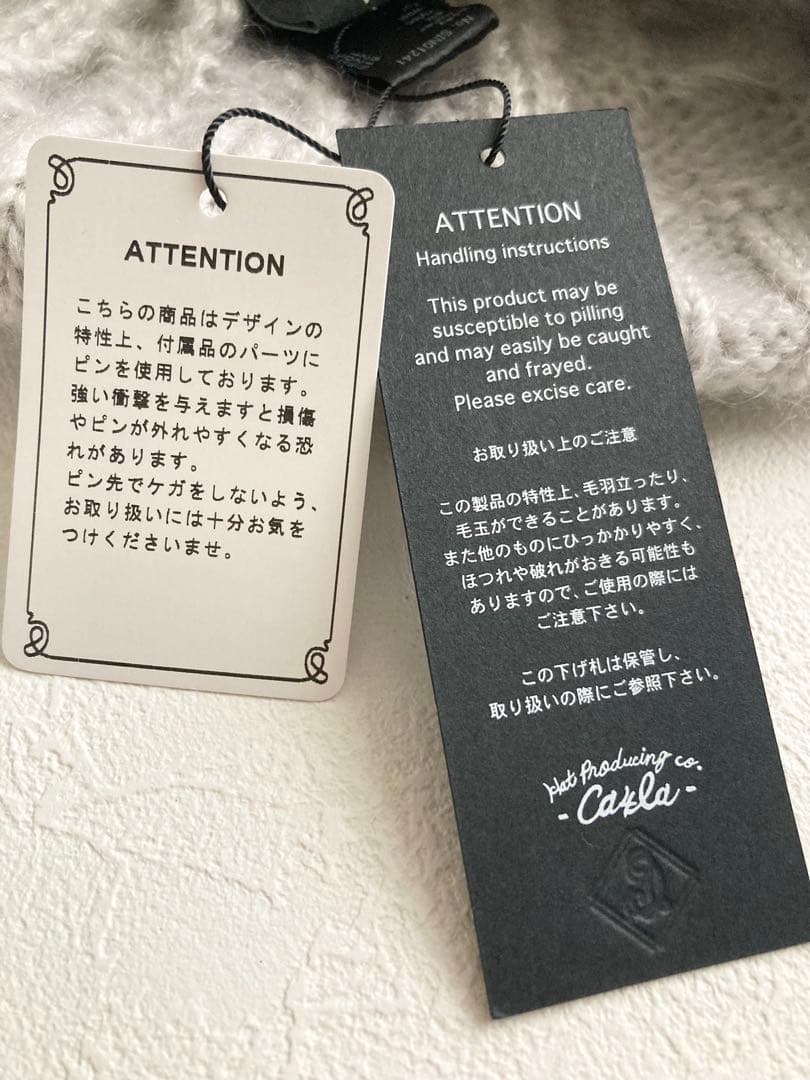 No. SIN01241
ATTENTION
こちらの商品はデザインの
特性上、付属品のパーツに
ピンを使用しております。
強い衝撃を与えますと損傷
やピンが外れやすくなる恐
れがあります。
ピン先でケガをしないよう、
お取り扱いには十分お気を
つけくださいませ。
ATTENTION
Handling instructions
This product may be
susceptible to pilling
and may easily be caught
and frayed.
Please excise care.
お取り扱い上のご注意
この製品の特性上、毛羽立ったり、
毛玉ができることがあります。
また他のものにひっかかりやすく、
ほつれや破れがおきる可能性も
ありますので、ご使用の際には
ご注意下さい。
この下げ札は保管し、
取り扱いの際にご参照下さい。
Hat Producing co.
- Ca4la -